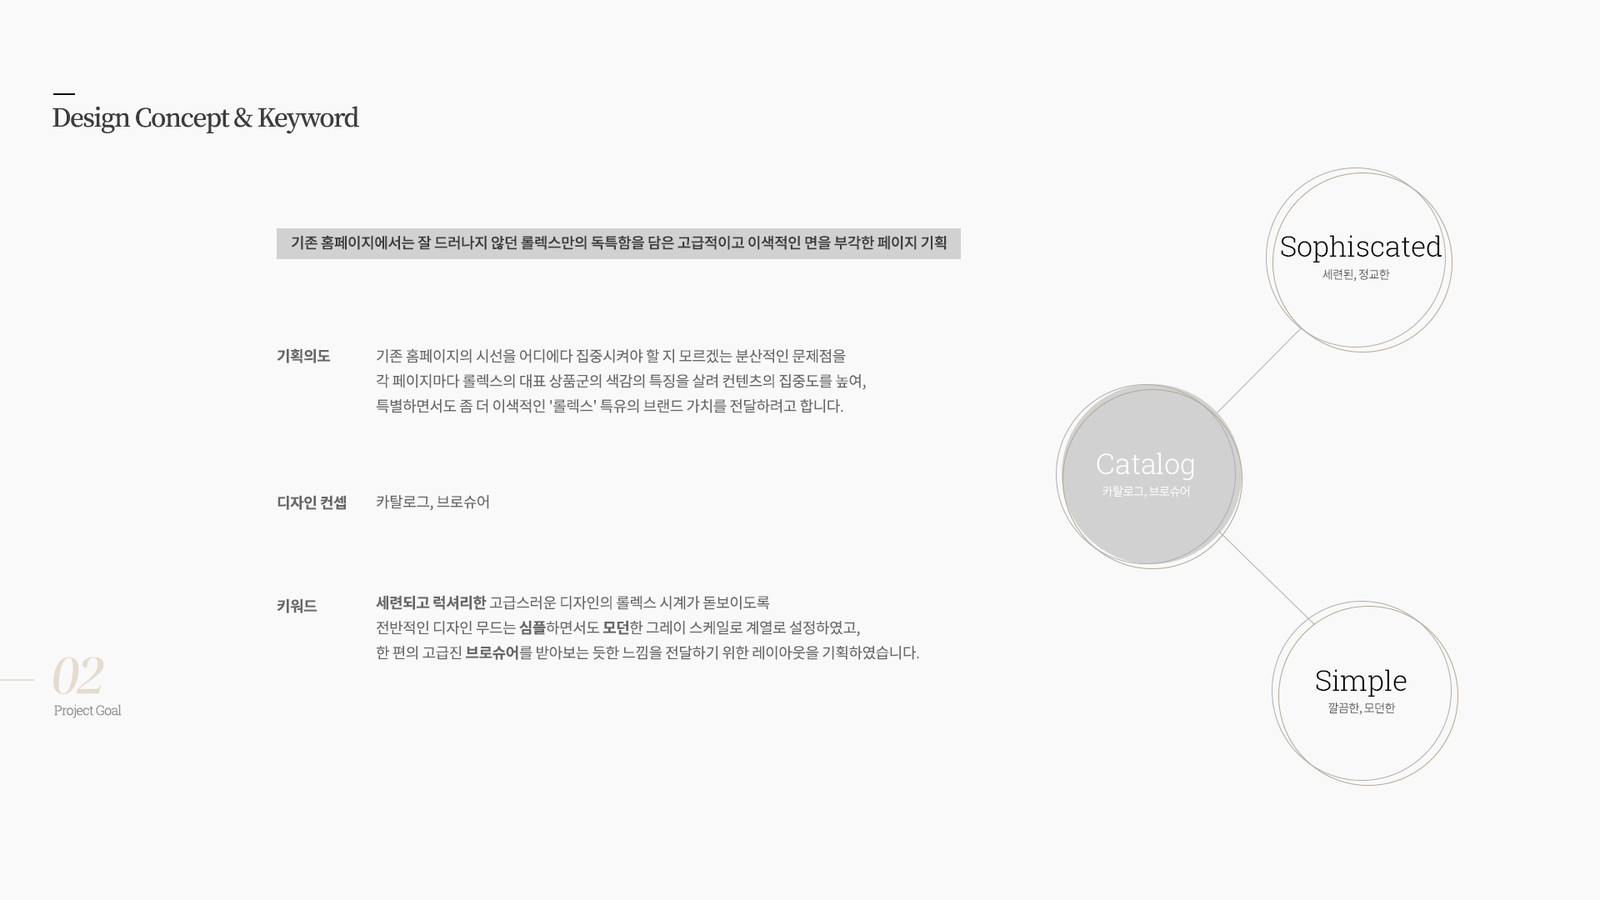 Design Concept & Keyword
기존 홈페이지에서는 잘 드러나지 않던 롤렉스만의 독특함을 담은 고급적이고 이색적인 면을 부각한 페이지 기획
기획의도
기존 홈페이지의 시선을 어디에다 집중시켜야 할 지 모르겠는 분산적인 문제점을
각 페이지마다 롤렉스의 대표 상품군의 색감의 특징을 살려 컨텐츠의 집중도를 높여,
특별하면서도 좀 더 이색적인 '롤렉스' 특유의 브랜드 가치를 전달하려고 합니다.
디자인 컨셉
카탈로그, 브로슈어
키워드
세련되고 럭셔리한 고급스러운 디자인의 롤렉스 시계가 돋보이도록
전반적인 디자인 무드는 심플하면서도 모던한 그레이 스케일로 계열로 설정하였고,
한 편의 고급진 브로슈어를 받아보는 듯한 느낌을 전달하기 위한 레이아웃을 기획하였습니다.
02
Project Goal
Sophiscated
세련된, 정교한
Catalog
카탈로그, 브로슈어
Simple
깔끔한, 모던한